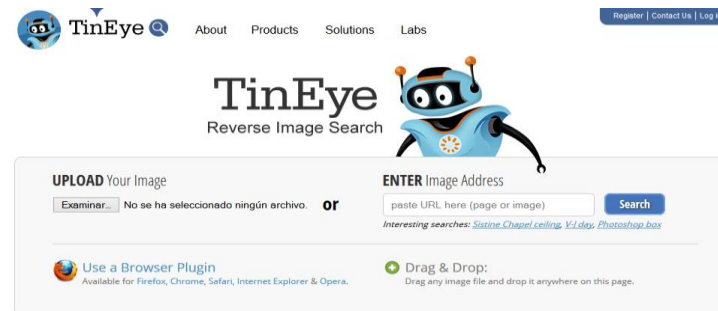 TinEye
About Products Solutions Labs
Register | Contact Us | Log
TinEye
Reverse Image Search
UPLOAD Your Image
Examinar... No se ha seleccionado ningún archivo.
or
ENTER Image Address
paste URL here (page or image) Search
Interesting searches: Sistine Chapel ceiling, V-J day, Photoshop box
Use a Browser Plugin
Available for Firefox, Chrome, Safari, Internet Explorer & Opera.
Drag & Drop:
Drag any image file and drop it anywhere on this page.